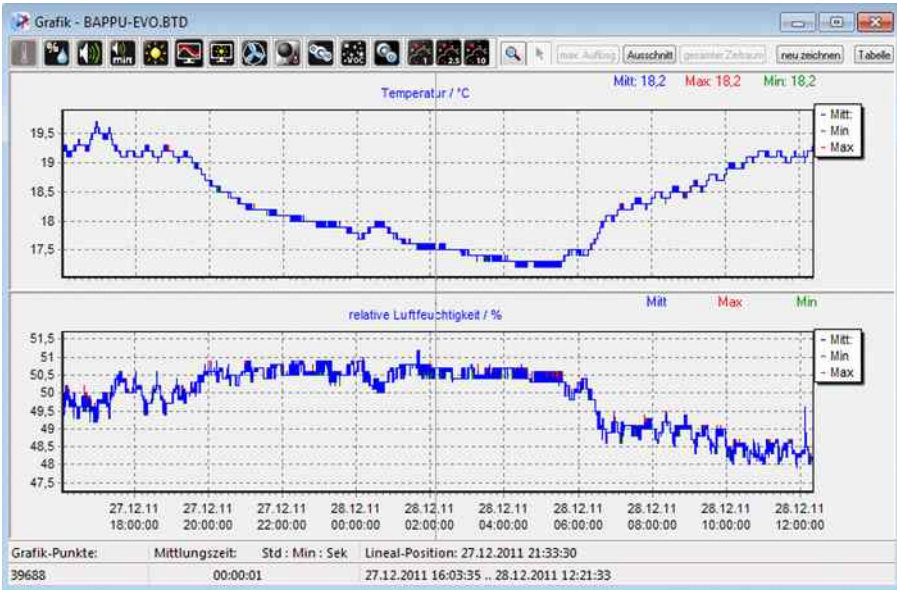 Grafik - BAPPU-EVO.BTD
% min VOC 1 2.5 10 max. Auflösg Ausschnitt gesamter Zeitraum neu zeichnen Tabelle
Temperatur / °C Mitt: 18,2 Max: 18,2 Min: 18,2
- Mitt:
- Min
- Max
19,5
19
18,5
18
17,5
relative Luftfeuchtigkeit / % Mitt Max Min
- Mitt:
- Min
- Max
51,5
51
50,5
50
49,5
49
48,5
48
47,5
27.12.11 27.12.11 27.12.11 28.12.11 28.12.11 28.12.11 28.12.11 28.12.11 28.12.11 28.12.11
18:00:00 20:00:00 22:00:00 00:00:00 02:00:00 04:00:00 06:00:00 08:00:00 10:00:00 12:00:00
Grafik-Punkte: Mittlungszeit: Std : Min : Sek Lineal-Position: 27.12.2011 21:33:30
39688 00:00:01 27.12.2011 16:03:35 .. 28.12.2011 12:21:33